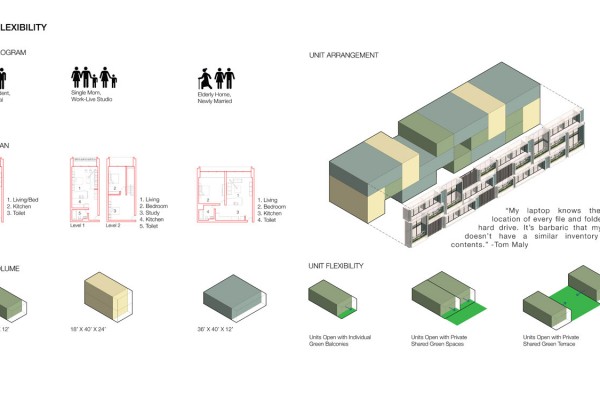 LEXIBILITY
OGRAM
UNIT ARRANGEMENT
Single Mom,
Work-Live Studio
Elderly Home,
Newly Married
AN
1. Living/Bed
2. Kitchen
3. Toilet
Level 1
Level 2
1. Living
2. Bedroom
3. Study
4. Kitchen
5. Toilet
1. Living
2. Bedroom
3. Kitchen
4. Toilet
"My laptop knows the
location of every file and folde
hard drive. It's barbaric that my
doesn't have a similar inventory
contents." -Tom Maly
OLUME
UNIT FLEXIBILITY
X 12"
18" X 40' X 24'
36' X 40' X 12"
Units Open with Individual
Green Balconies
Units Open with Private
Shared Green Spaces
Units Open with Private
Shared Green Terrace